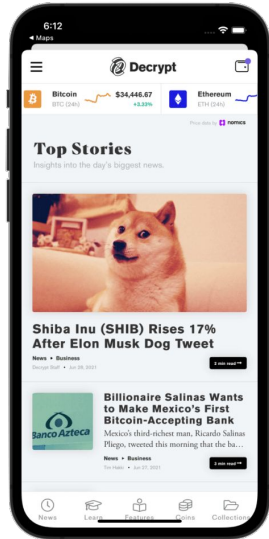 6:12
◀ Maps
Decrypt
Bitcoin
BTC (24h)
$34,446.67
+3.33%
Ethereum
ETH (24h)
Price data by nomics
Top Stories
Insights into the day's biggest news.
Shiba Inu (SHIB) Rises 17%
After Elon Musk Dog Tweet
News • Business
Decrypt Staff • Jun 28, 2021
2 min read
Banco Azteca
Billionaire Salinas Wants
to Make Mexico's First
Bitcoin-Accepting Bank
Mexico's third-richest man, Ricardo Salinas
Pliego, tweeted this morning that the ba...
News • Business
Jun 27, 2021
2 min read
News
Learn
Features
Coins
Collections